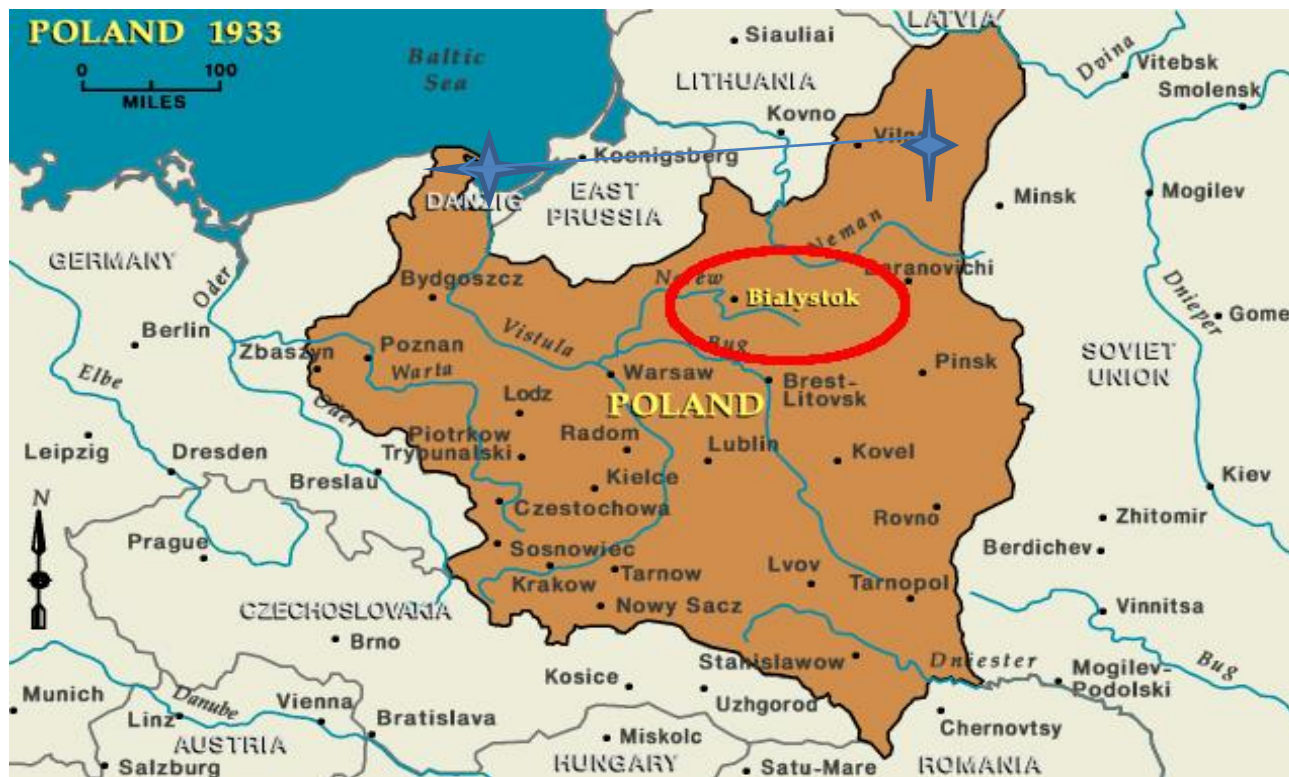 POLAND 1933
0 100
MILES
Baltic
Sea
LATVIA
Siauliai
LITHUANIA
Kovno
Dvina
Vitebsk
Smolensk
Koenigsberg
EAST
PRUSSIA
DANZIG
Minsk
Mogilev
GERMANY
Oder
Bydgoszcz
Narew
Neman
Baranovichi
Bialystok
Dnieper
Gome
Berlin
Zbaszyn
Poznan
Warta
Vistula
Bug
Warsaw
Brest-
Litovsk
Pinsk
SOVIET
UNION
Elbe
Oder
Lodz
POLAND
Leipzig
Dresden
Piotrkow
Trybunalski
Radom
Lublin
Kovel
Breslau
Kielce
Kiev
N
Czestochowa
Rovno
Zhitomir
Prague
Sosnowiec
Berdichev
Krakow
Tarnow
Lvov
Tarnopol
CZECHOSLOVAKIA
Nowy Sacz
Vinnitsa
Brno
Stanislawow
Dniester
Bug
Mogilev-
Podolski
Kosice
Uzhgorod
Munich
Danube
Linz
Vienna
Bratislava
Chernovtsy
AUSTRIA
Miskolc
HUNGARY
Salzburg
Satu-Mare
ROMANIA